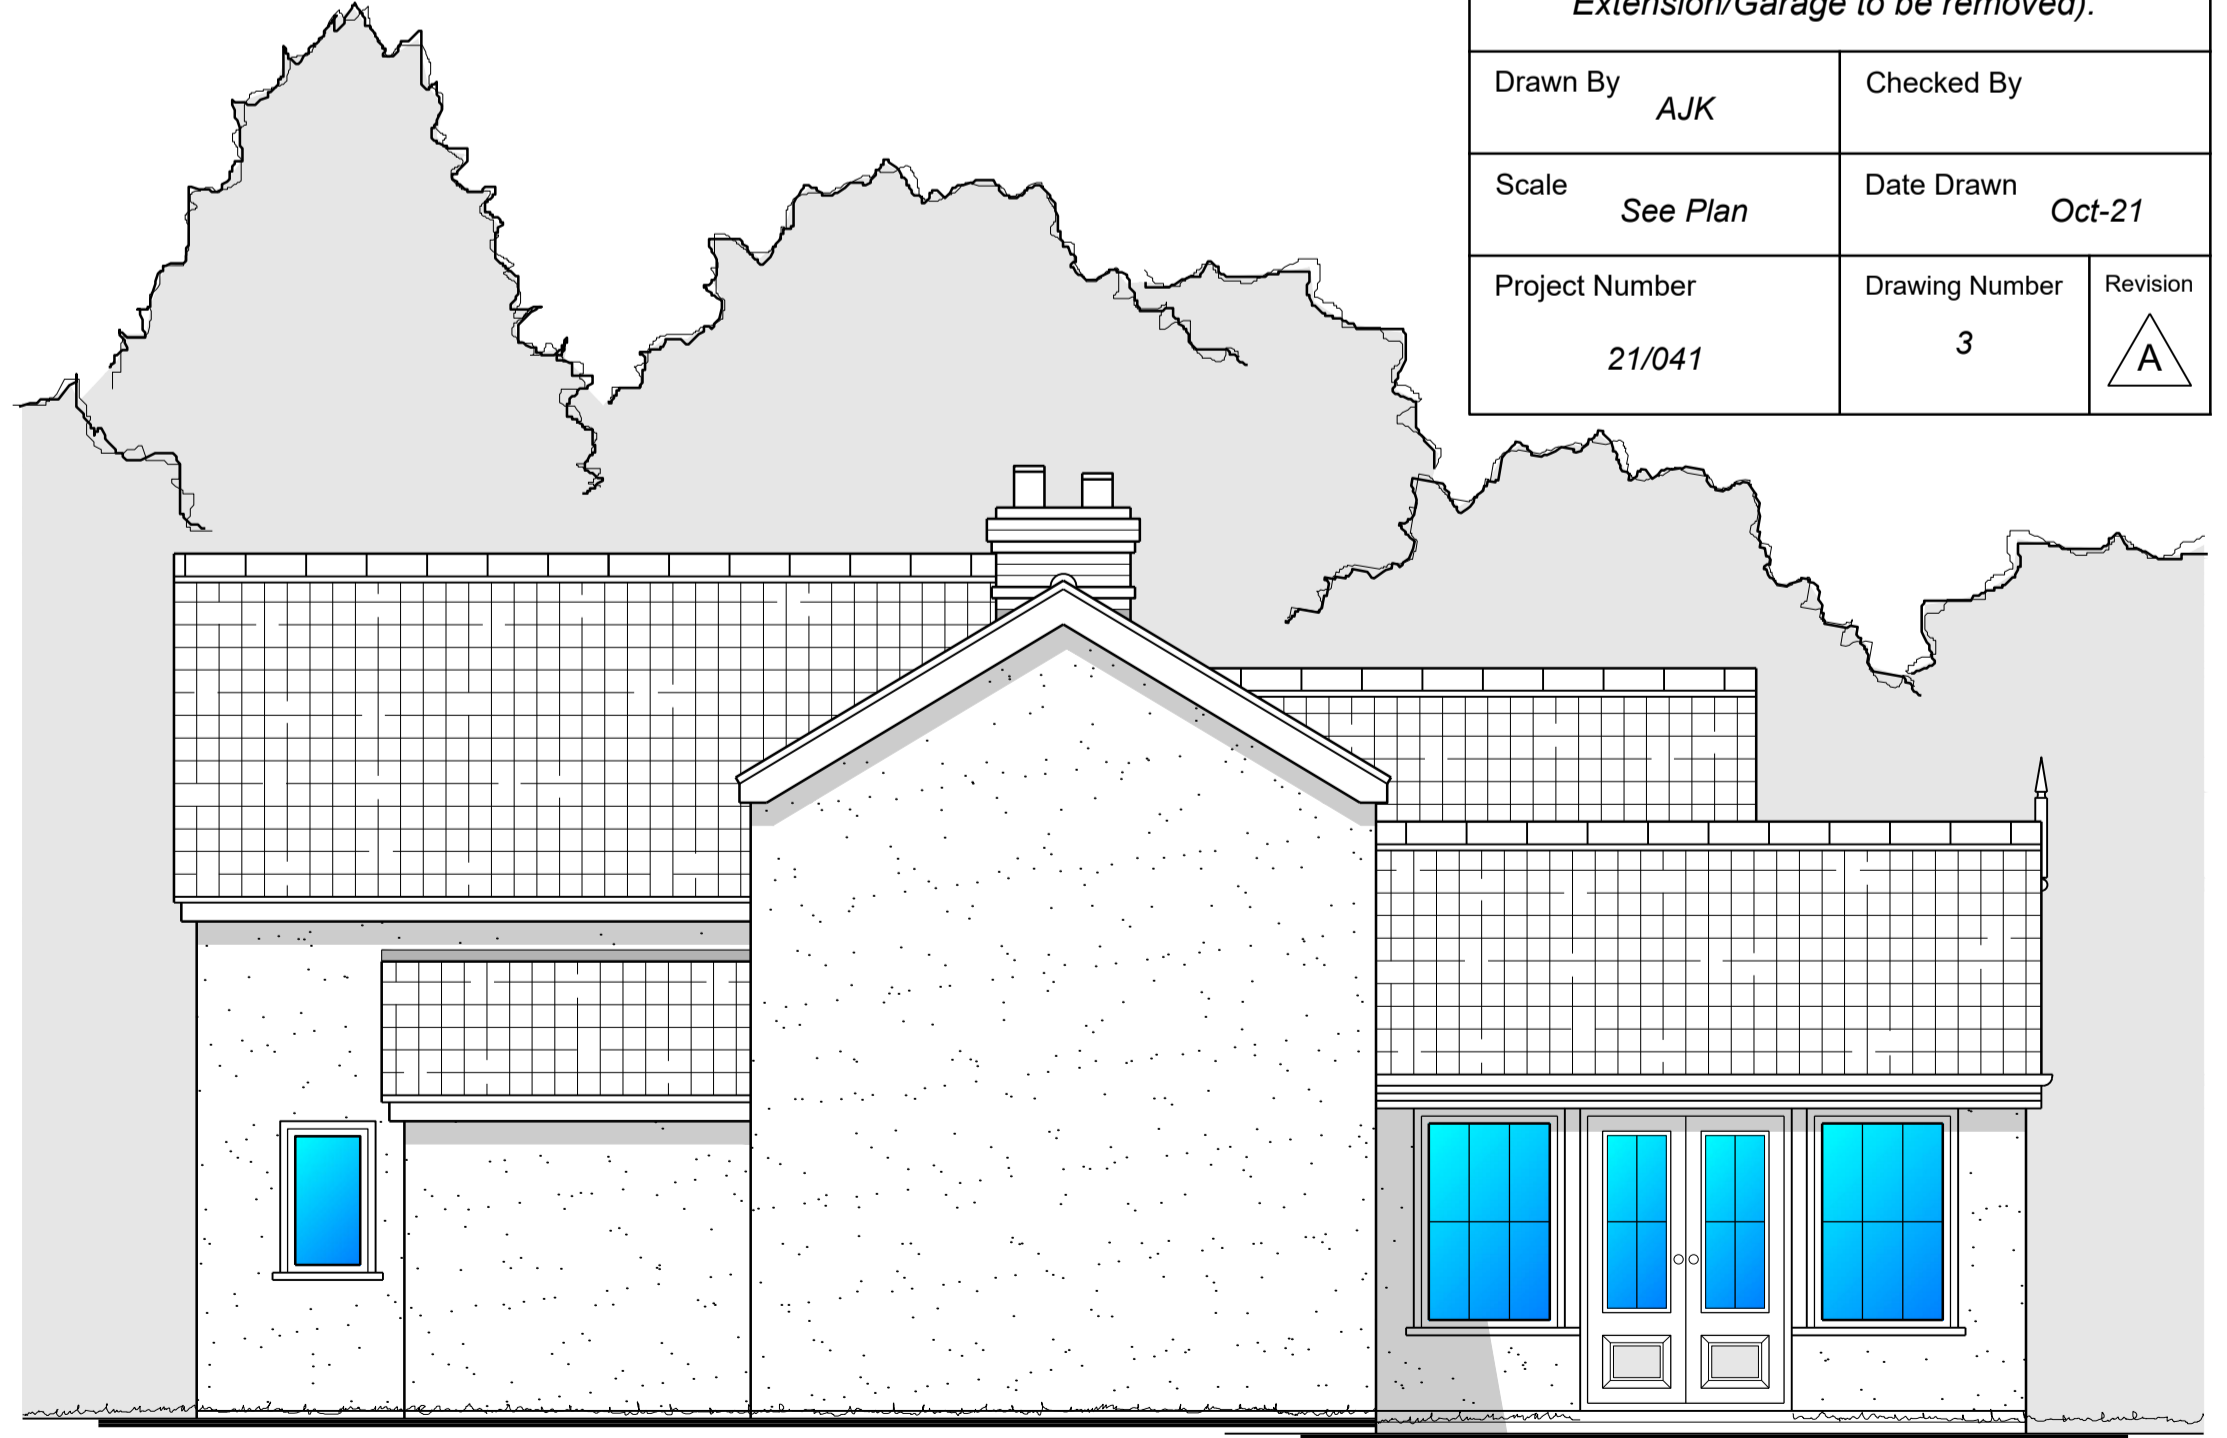 Extension/Garage to be removed).
Drawn By
AJK
Checked By
Scale
See Plan
Date Drawn
Oct-21
Project Number
21/041
Drawing Number
3
Revision
A